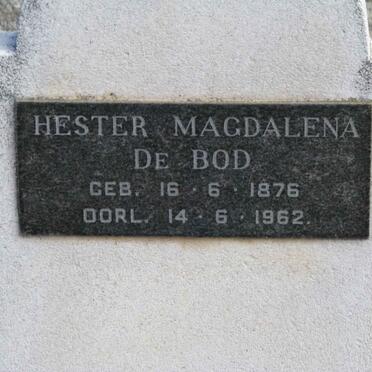 HESTER MAGDALENA
De BOD
GEB. 16 · 6 · 1876
OORL. 14 · 6 · 1962.